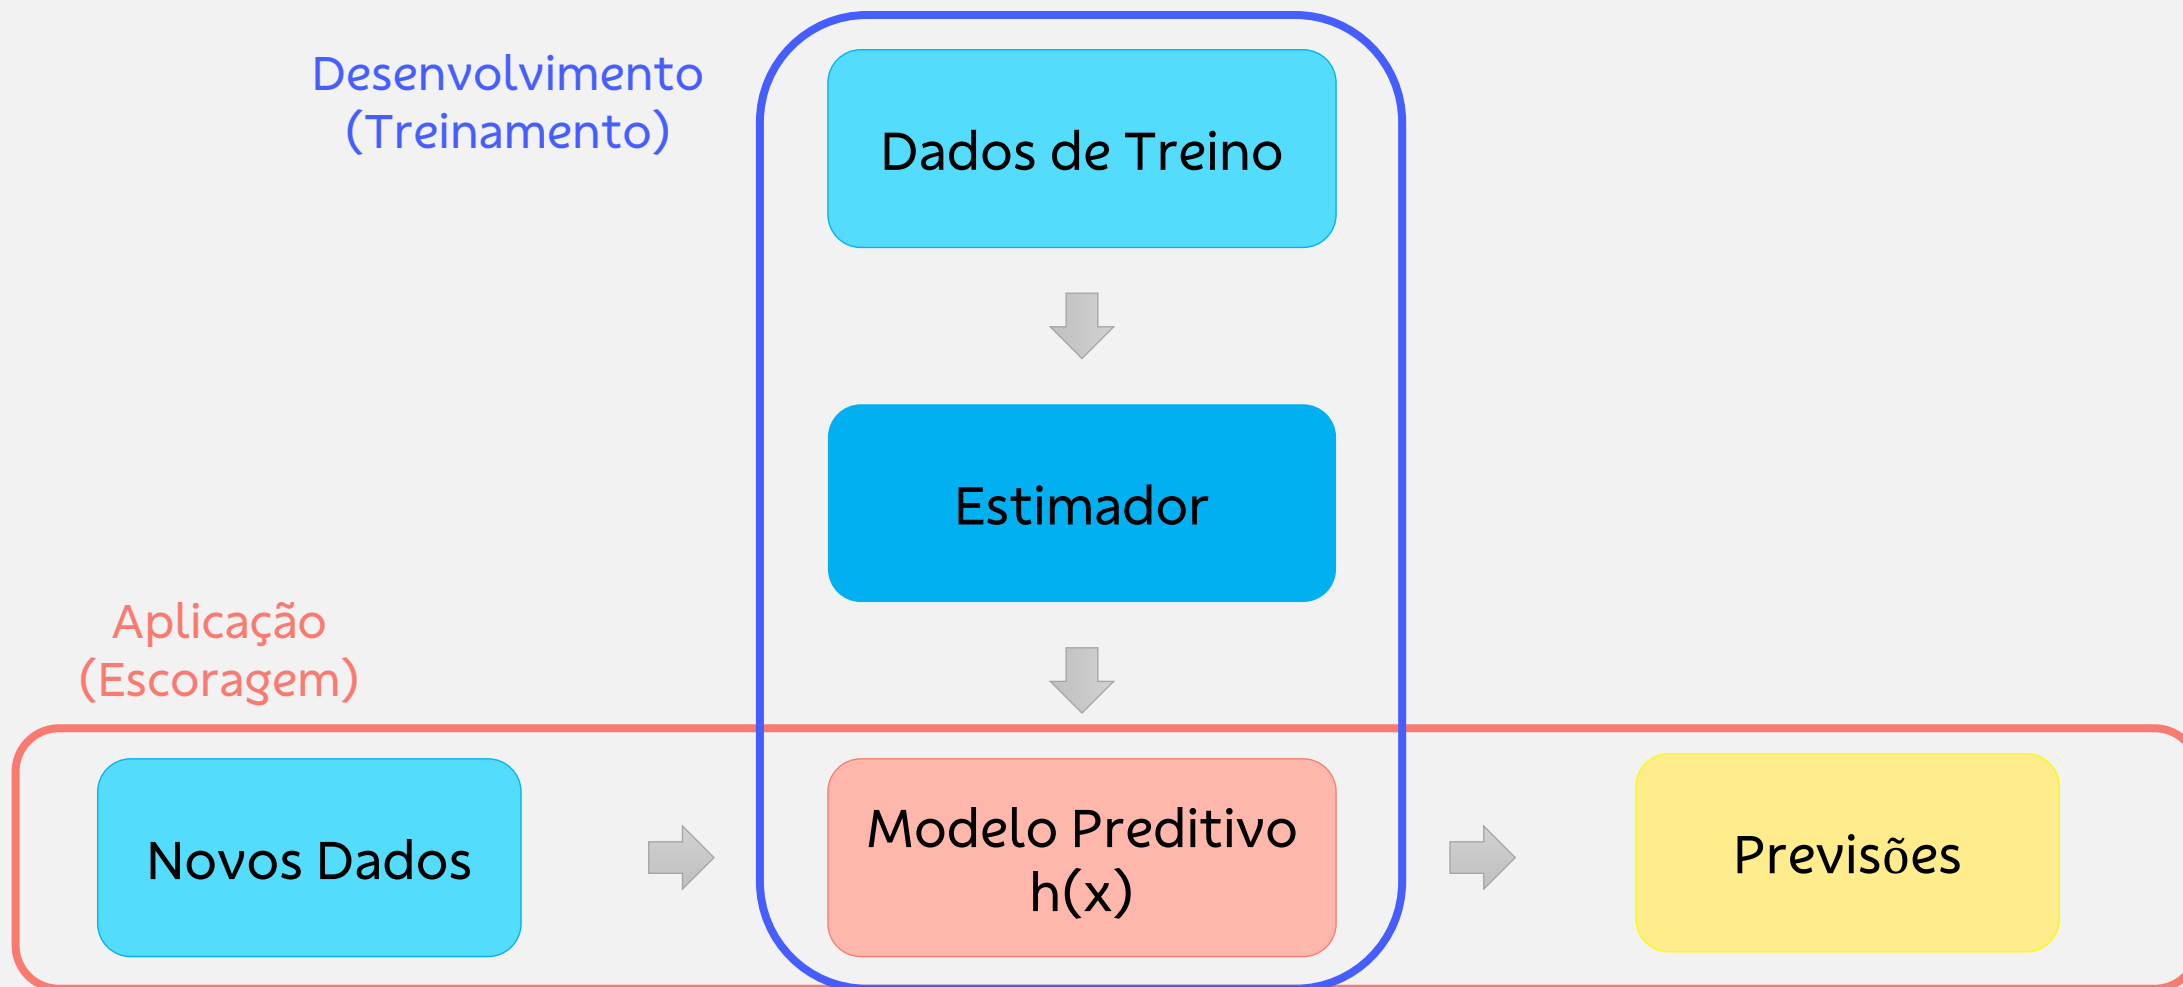 Desenvolvimento
(Treinamento)
Dados de Treino
Estimador
Aplicação
(Escoragem)
Novos Dados
Modelo Preditivo
h(x)
Previsões